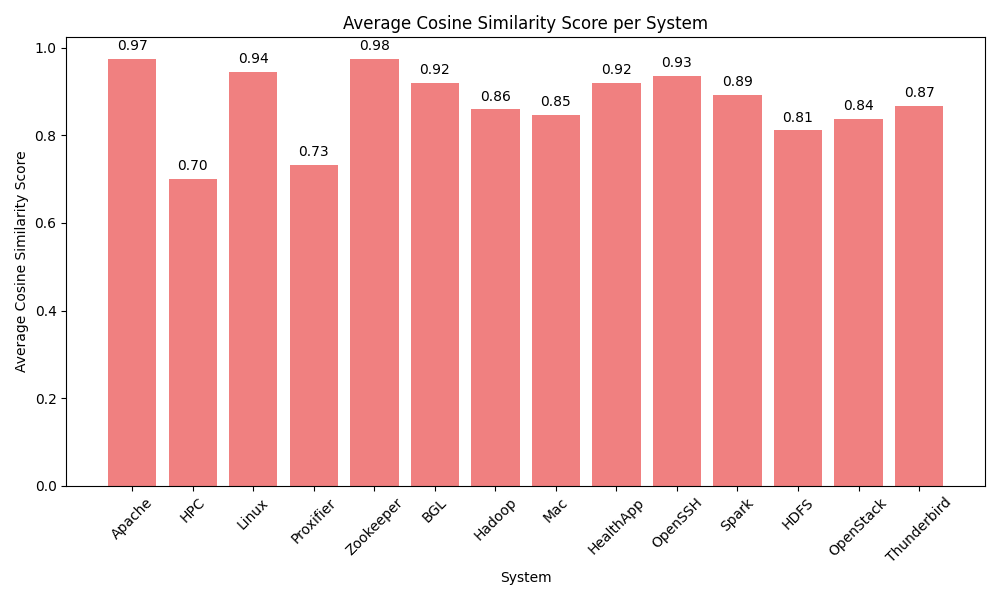 Average Cosine Similarity Score per System
Average Cosine Similarity Score
1.0
0.8
0.6
0.4
0.2
0.0
0.97
0.70
0.94
0.73
0.98
0.92
0.86
0.85
0.92
0.93
0.89
0.81
0.84
0.87
Apache
HPC
Linux
Proxifier
Zookeeper
BGL
Hadoop
Mac
HealthApp
OpenSSH
Spark
HDFS
OpenStack
Thunderbird
System